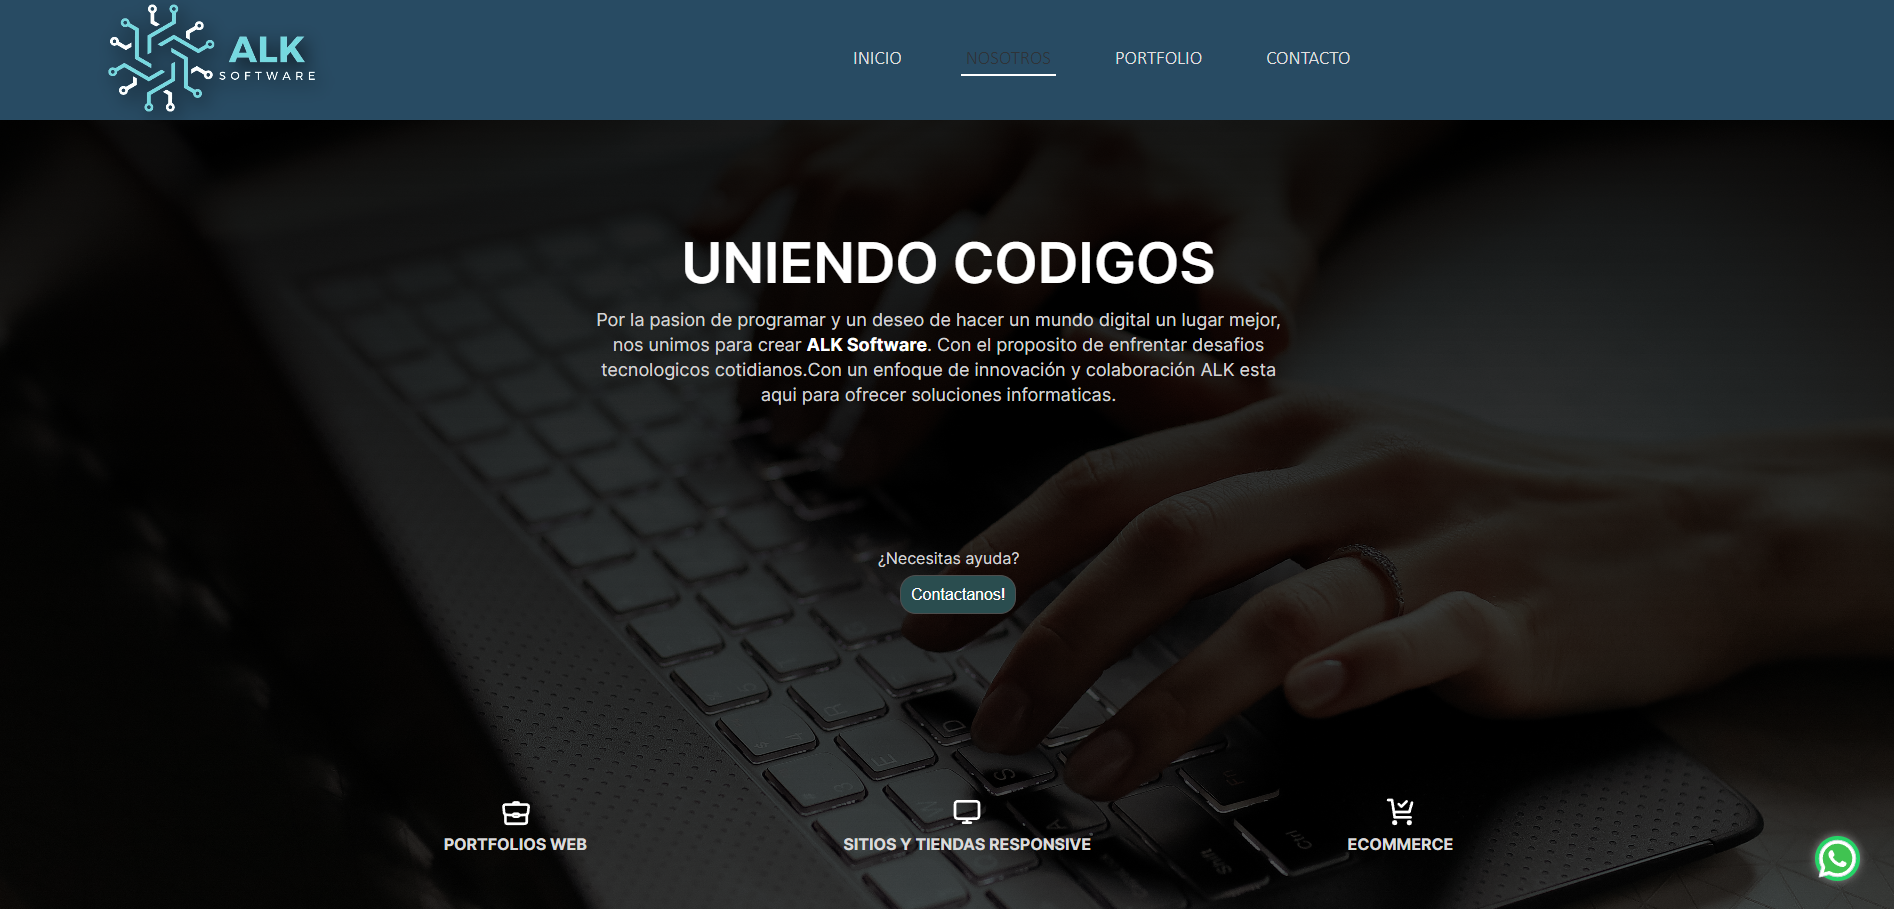 ALK
SOFTWARE
INICIO
NOSOTROS
PORTFOLIO
CONTACTO
UNIENDO CODIGOS
Por la pasion de programar y un deseo de hacer un mundo digital un lugar mejor,
nos unimos para crear ALK Software. Con el proposito de enfrentar desafios
tecnologicos cotidianos.Con un enfoque de innovación y colaboración ALK esta
aqui para ofrecer soluciones informaticas.
¿Necesitas ayuda?
Contactanos!
PORTFOLIOS WEB
SITIOS Y TIENDAS RESPONSIVE
ECOMMERCE